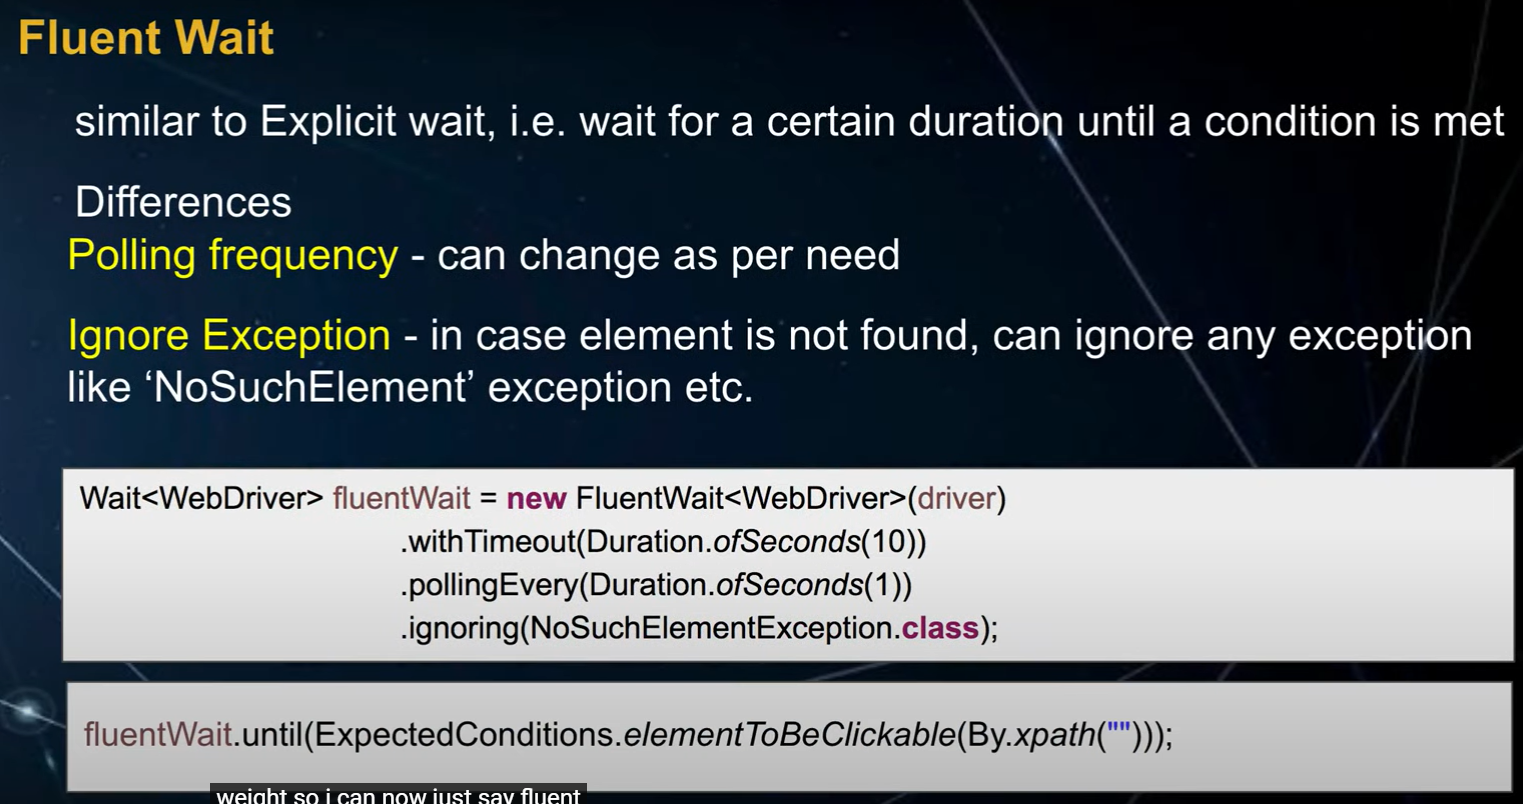 Fluent Wait
similar to Explicit wait, i.e. wait for a certain duration until a condition is met
Differences
Polling frequency - can change as per need
Ignore Exception - in case element is not found, can ignore any exception
like ‘NoSuchElement’ exception etc.
Wait<WebDriver> fluentWait = new FluentWait<WebDriver>(driver)
.withTimeout(Duration.ofSeconds(10))
.pollingEvery(Duration.ofSeconds(1))
.ignoring(NoSuchElementException.class);
fluentWait.until(ExpectedConditions.elementToBeClickable(By.xpath("")));
weight so i can now just say fluent